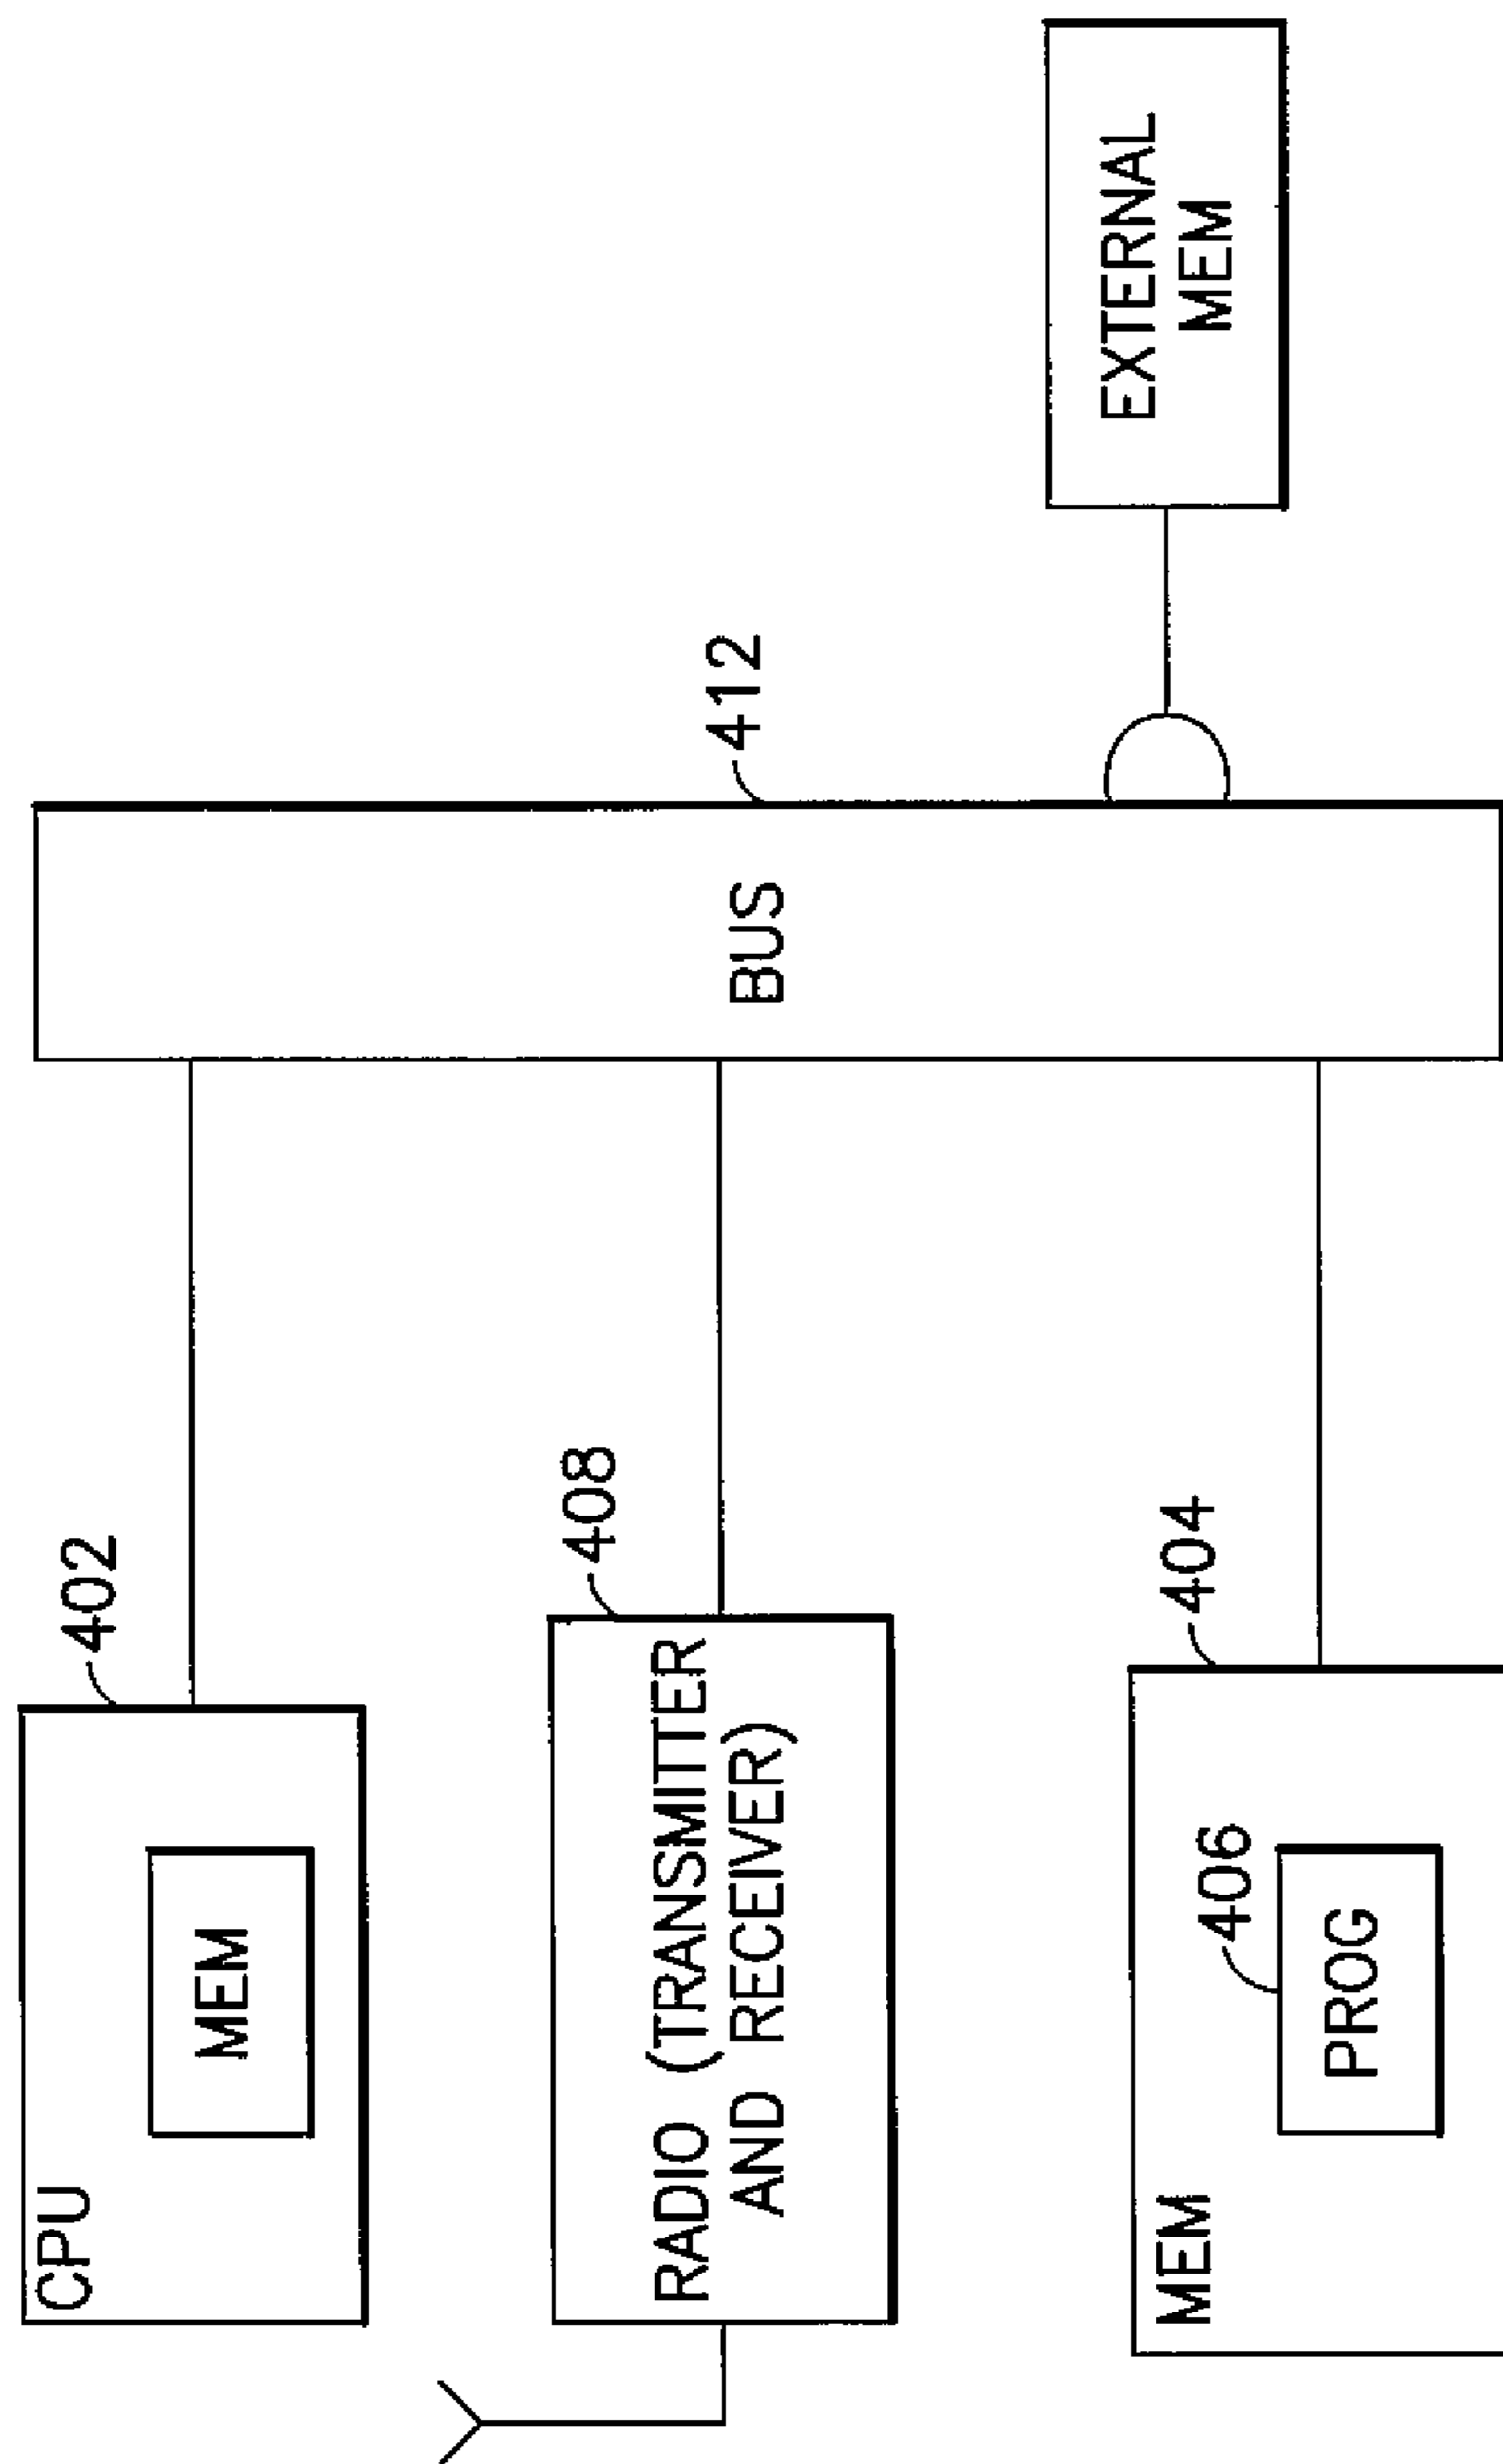 CPU
402
MEM
RADIO (TRANSMITTER
AND RECEIVER)
408
MEM
404
406
PROG
BUS
412
EXTERNAL
MEM